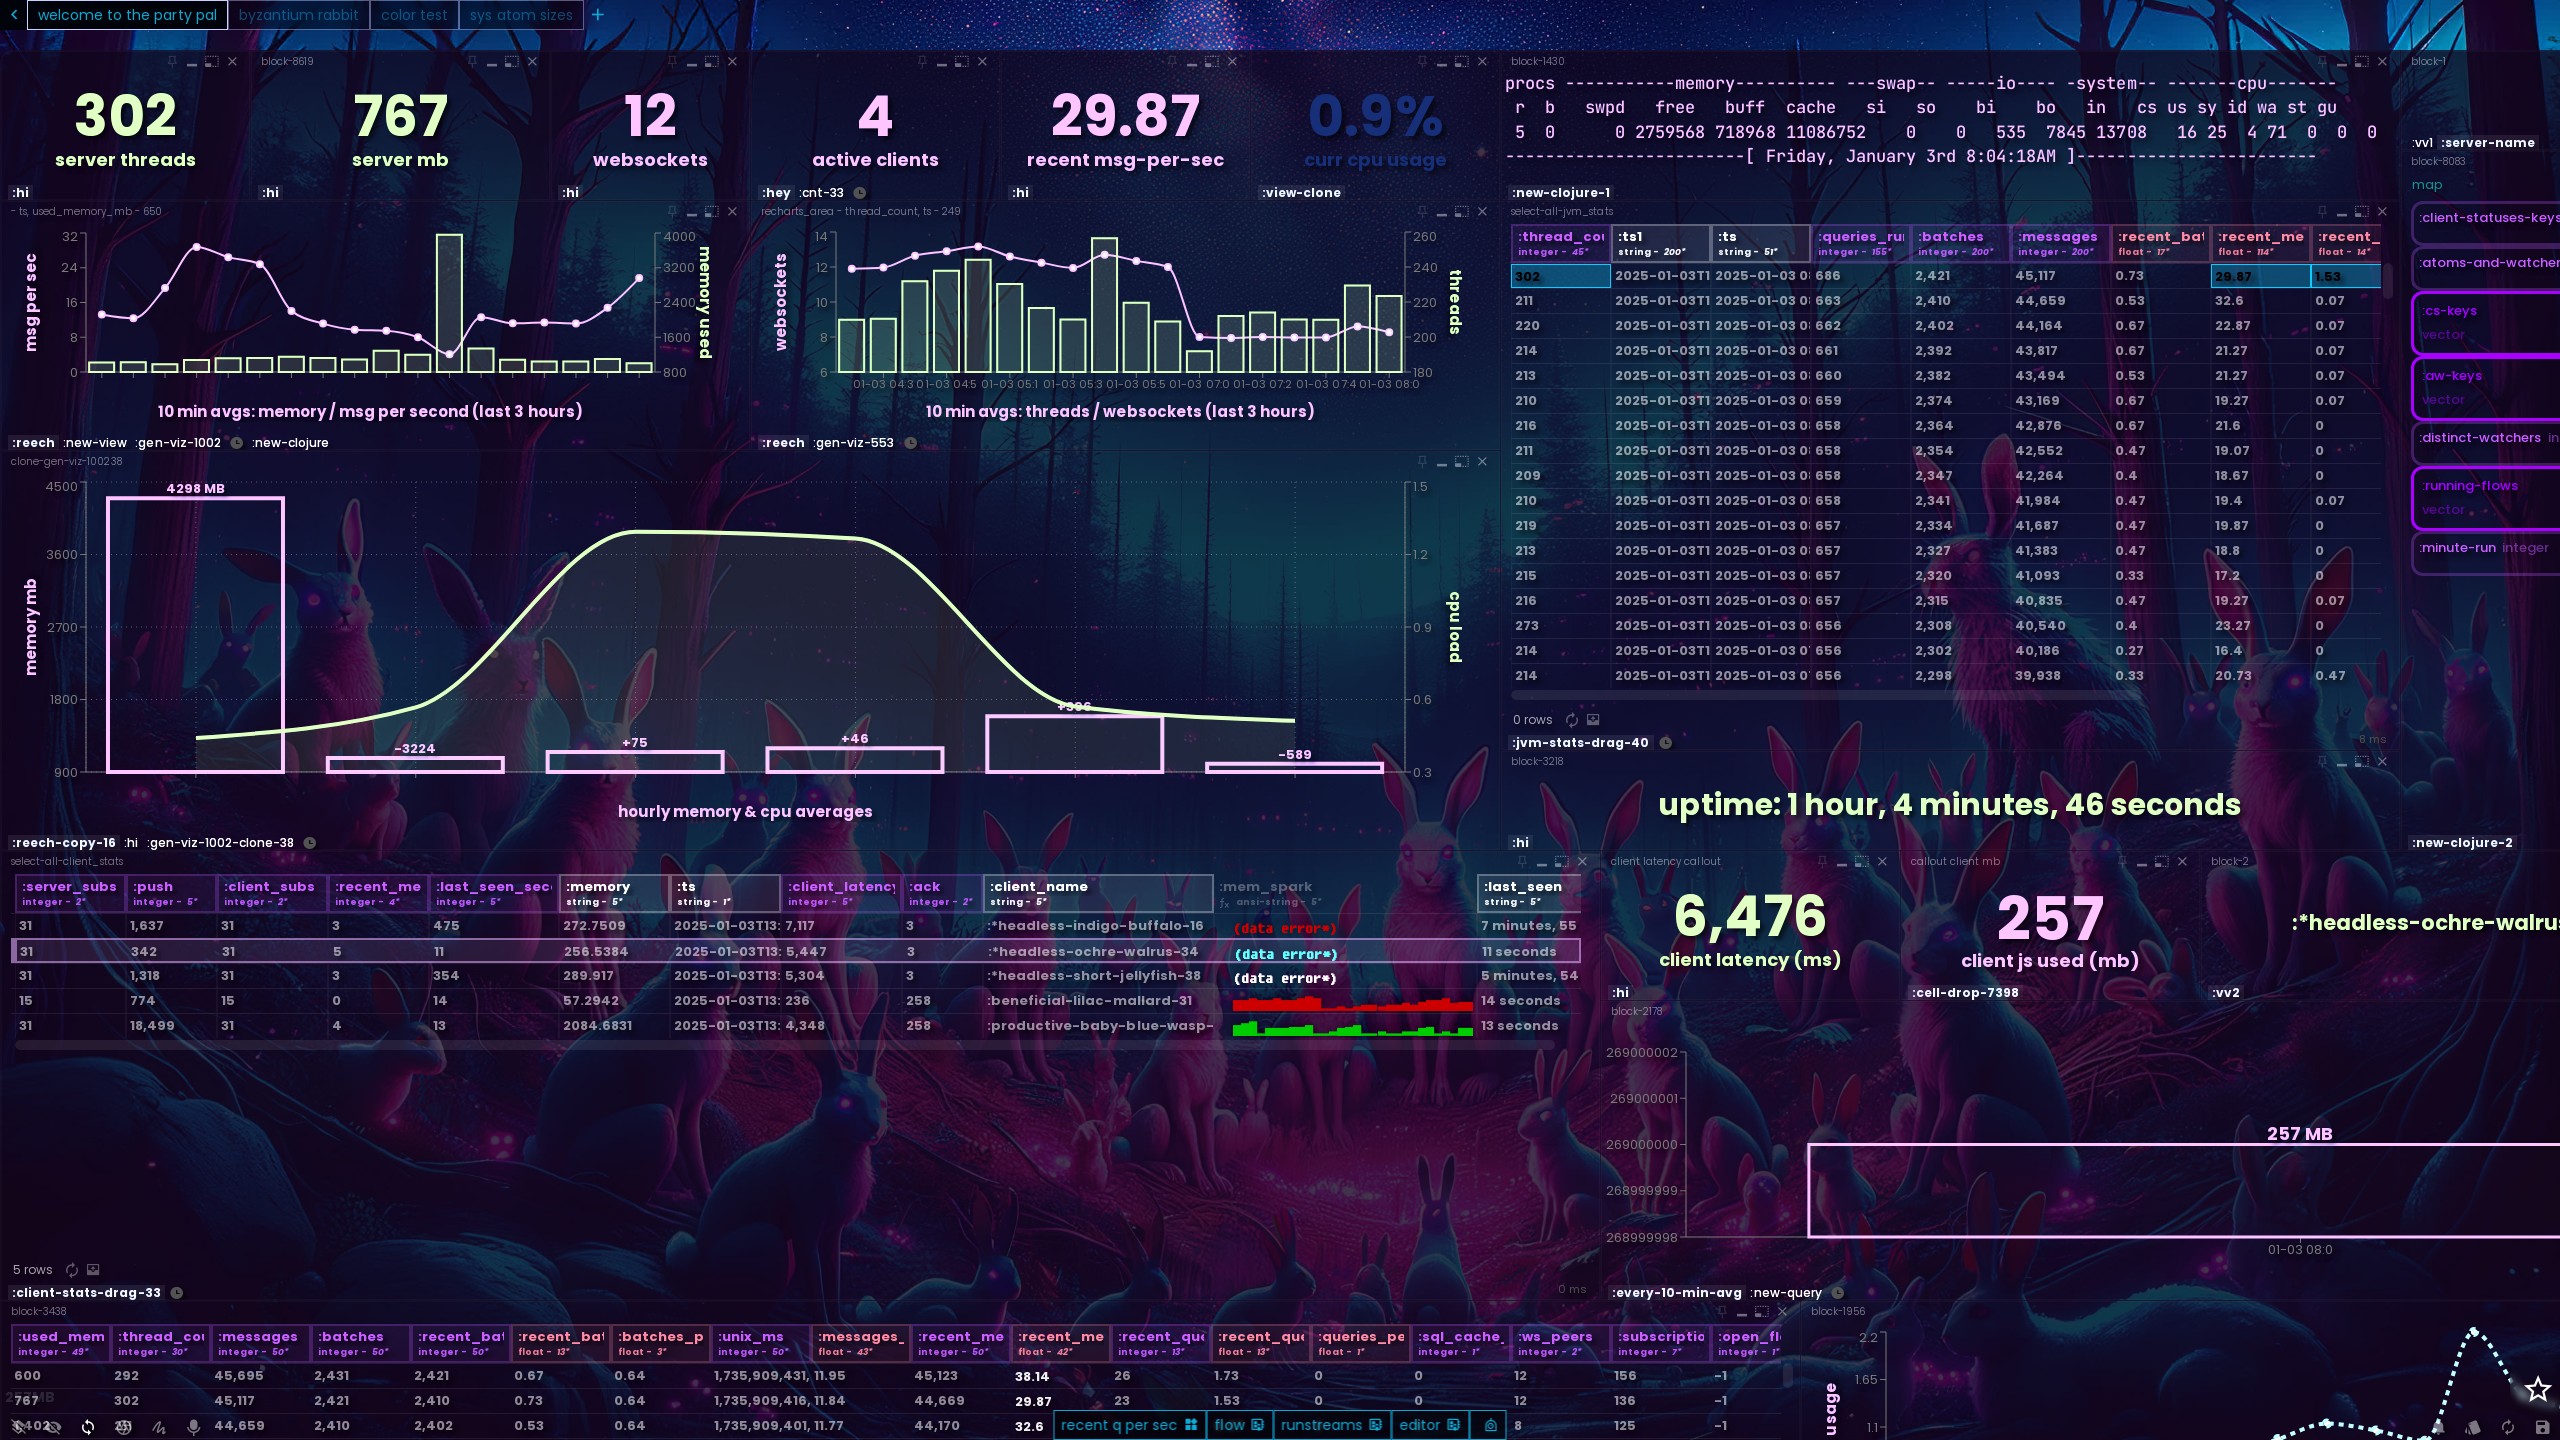 welcome to the party pal byzantium rabbit color test sys atom sizes +
block-8619
302
server threads
:hi
767
server mb
:hi
12
websockets
:hi
4
active clients
:hey :cnt-33
29.87
recent msg-per-sec
:hi
0.9%
curr cpu usage
:view-clone
block-1430
procs -----------memory---------- ---swap-- -----io---- -system-- -------cpu-------
r b swpd free buff cache si so bi bo in cs us sy id wa st gu
5 0 0 2759568 718968 11086752 0 0 535 7845 13708 16 25 4 71 0 0 0
------------------------[ Friday, January 3rd 8:04:18AM ]------------------------
:new-clojure-1
block-1
:vv1 :server-name
block-8083
map
:client-statuses-keys
:atoms-and-watcher
:cs-keys
vector
:aw-keys
vector
:distinct-watchers in
:running-flows
vector
:minute-run integer
:new-clojure-2
- ts, used_memory_mb - 650
msg per sec
32
24
16
8
0
4000
3200
2400
1600
800
memory used
10 min avgs: memory / msg per second (last 3 hours)
:reech :new-view :gen-viz-1002 :new-clojure
recharts_area - thread_count, ts - 249
websockets
14
12
10
8
6
260
240
220
200
180
threads
01-03 04:3 01-03 04:5 01-03 05:1 01-03 05:3 01-03 05:5 01-03 07:0 01-03 07:2 01-03 07:4 01-03 08:0
10 min avgs: threads / websockets (last 3 hours)
:reech :gen-viz-553
clone-gen-viz-100238
memory mb
4500
3600
2700
1800
900
4298 MB
-3224
+75
+46
+396
-589
1.5
1.2
0.9
0.6
0.3
cpu load
hourly memory & cpu averages
:reech-copy-16 :hi :gen-viz-1002-clone-38
select-all-jvm_stats
:thread_cou :ts1 :ts :queries_ru :batches :messages :recent_bat :recent_me :recent_
integer - 45* string - 200* string - 51* integer - 155* integer - 200* integer - 200* float - 17* float - 114* float - 14*
302 2025-01-03T1 2025-01-03 0 686 2,421 45,117 0.73 29.87 1.53
211 2025-01-03T1 2025-01-03 0 663 2,410 44,659 0.53 32.6 0.07
220 2025-01-03T1 2025-01-03 0 662 2,402 44,164 0.67 22.87 0.07
214 2025-01-03T1 2025-01-03 0 661 2,392 43,817 0.67 21.27 0.07
213 2025-01-03T1 2025-01-03 0 660 2,382 43,494 0.53 21.27 0.07
210 2025-01-03T1 2025-01-03 0 659 2,374 43,169 0.67 19.27 0.07
216 2025-01-03T1 2025-01-03 0 658 2,364 42,876 0.67 21.6 0
211 2025-01-03T1 2025-01-03 0 658 2,354 42,552 0.47 19.07 0
209 2025-01-03T1 2025-01-03 0 658 2,347 42,264 0.4 18.67 0
210 2025-01-03T1 2025-01-03 0 658 2,341 41,984 0.47 19.4 0.07
219 2025-01-03T1 2025-01-03 0 657 2,334 41,687 0.47 19.87 0
213 2025-01-03T1 2025-01-03 0 657 2,327 41,383 0.47 18.8 0
215 2025-01-03T1 2025-01-03 0 657 2,320 41,093 0.33 17.2 0
216 2025-01-03T1 2025-01-03 0 657 2,315 40,835 0.47 19.27 0.07
273 2025-01-03T1 2025-01-03 0 656 2,308 40,540 0.4 23.27 0
214 2025-01-03T1 2025-01-03 0 656 2,302 40,186 0.27 16.4 0
214 2025-01-03T1 2025-01-03 0 656 2,298 39,938 0.33 20.73 0.47
0 rows
8 ms
:jvm-stats-drag-40
block-3218
uptime: 1 hour, 4 minutes, 46 seconds
:hi
select-all-client_stats
:server_subs :push :client_subs :recent_me :last_seen_sec :memory :ts :client_latency :ack :client_name :mem_spark :last_seen
integer - 2* integer - 5* integer - 2* integer - 4* integer - 5* string - 5* string - 1* integer - 5* integer - 2* string - 5* ansi-string - 5* string - 5*
31 1,637 31 3 475 272.7509 2025-01-03T13: 7,117 3 :*headless-indigo-buffalo-16 (data error*) 7 minutes, 55
31 342 31 5 11 256.5384 2025-01-03T13: 5,447 3 :*headless-ochre-walrus-34 (data error*) 11 seconds
31 1,318 31 3 354 289.917 2025-01-03T13: 5,304 3 :*headless-short-jellyfish-38 (data error*) 5 minutes, 54
15 774 15 0 14 57.2942 2025-01-03T13: 236 258 :beneficial-lilac-mallard-31 14 seconds
31 18,499 31 4 13 2084.6831 2025-01-03T13: 4,348 258 :productive-baby-blue-wasp- 13 seconds
5 rows
0 ms
:client-stats-drag-33
client latency callout
6,476
client latency (ms)
:hi
callout client mb
257
client js used (mb)
:cell-drop-7398
block-2
:*headless-ochre-walrus
:vv2
block-2178
269000002
269000001
269000000
268999999
268999998
257 MB
01-03 08:0
:every-10-min-avg :new-query
block-3438
:used_mem :thread_cou :messages :batches :recent_bat :recent_bat :batches_p :unix_ms :messages_ :recent_me :recent_me :recent_que :recent_que :queries_pe :sql_cache_ :ws_peers :subscriptio :open_fl
integer - 49* integer - 30* integer - 50* integer - 50* integer - 50* float - 13* float - 3* integer - 50* float - 43* integer - 50* float - 42* integer - 13* float - 13* float - 1* integer - 1* integer - 2* integer - 7* integer - 1*
600 292 45,695 2,431 2,421 0.67 0.64 1,735,909,431, 11.95 45,123 38.14 26 1.73 0 0 12 156 -1
767 302 45,117 2,421 2,410 0.73 0.64 1,735,909,416, 11.84 44,669 29.87 23 1.53 0 0 12 136 -1
44,659 2,410 2,402 0.53 0.64 1,735,909,401, 11.77 44,170 32.6 8 125 -1
recent q per sec flow runstreams editor
block-1956
usage
2.2
1.65
1.1